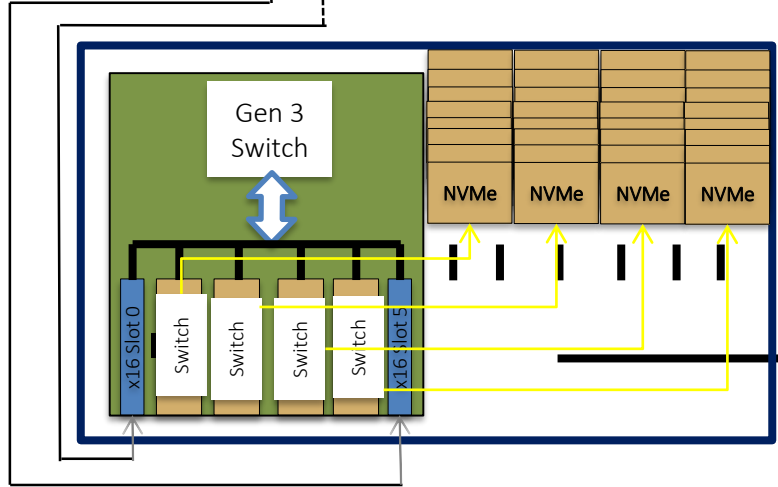 Gen 3
Switch
NVMe
NVMe
NVMe
NVMe
x16 Slot 0
Switch
Switch
Switch
Switch
x16 Slot 5